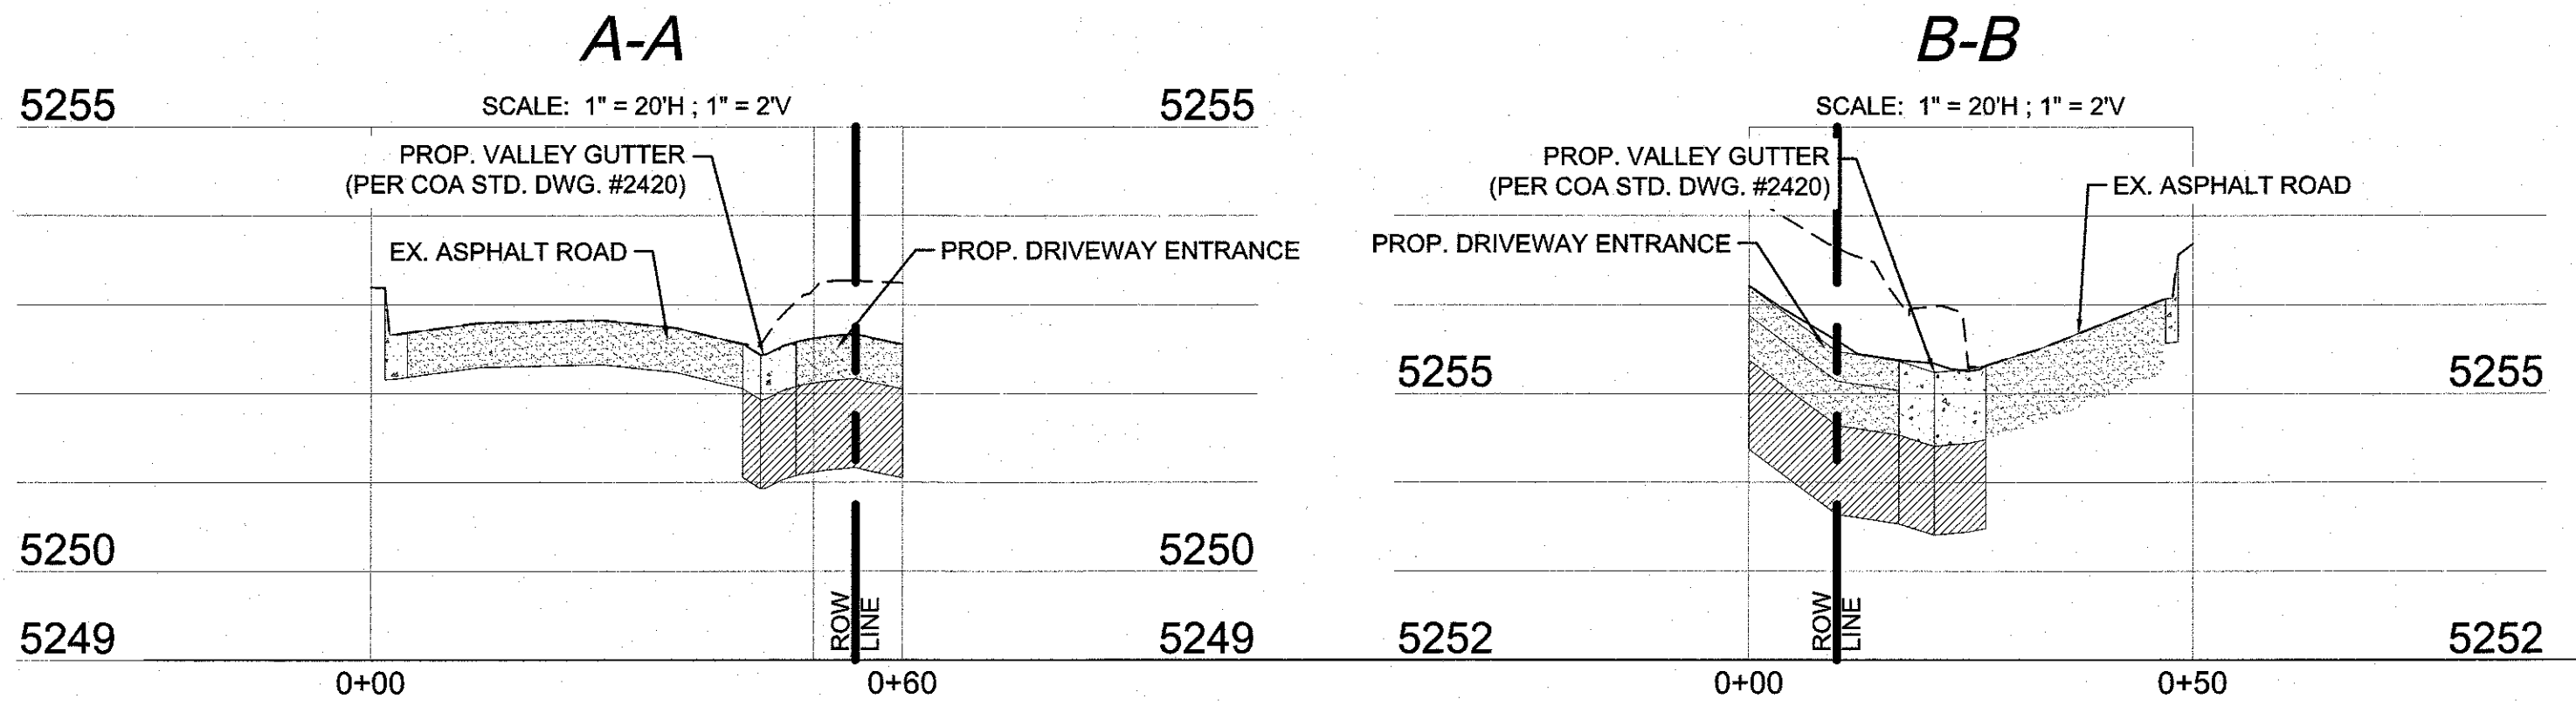 A-A
SCALE: 1" = 20'H ; 1" = 2'V
5255
5255
PROP. VALLEY GUTTER
(PER COA STD. DWG. #2420)
EX. ASPHALT ROAD
PROP. DRIVEWAY ENTRANCE
5250
5250
ROW
LINE
5249
5249
0+00
0+60
B-B
SCALE: 1" = 20'H ; 1" = 2'V
PROP. VALLEY GUTTER
(PER COA STD. DWG. #2420)
EX. ASPHALT ROAD
PROP. DRIVEWAY ENTRANCE
5255
5255
ROW
LINE
5252
5252
0+00
0+50